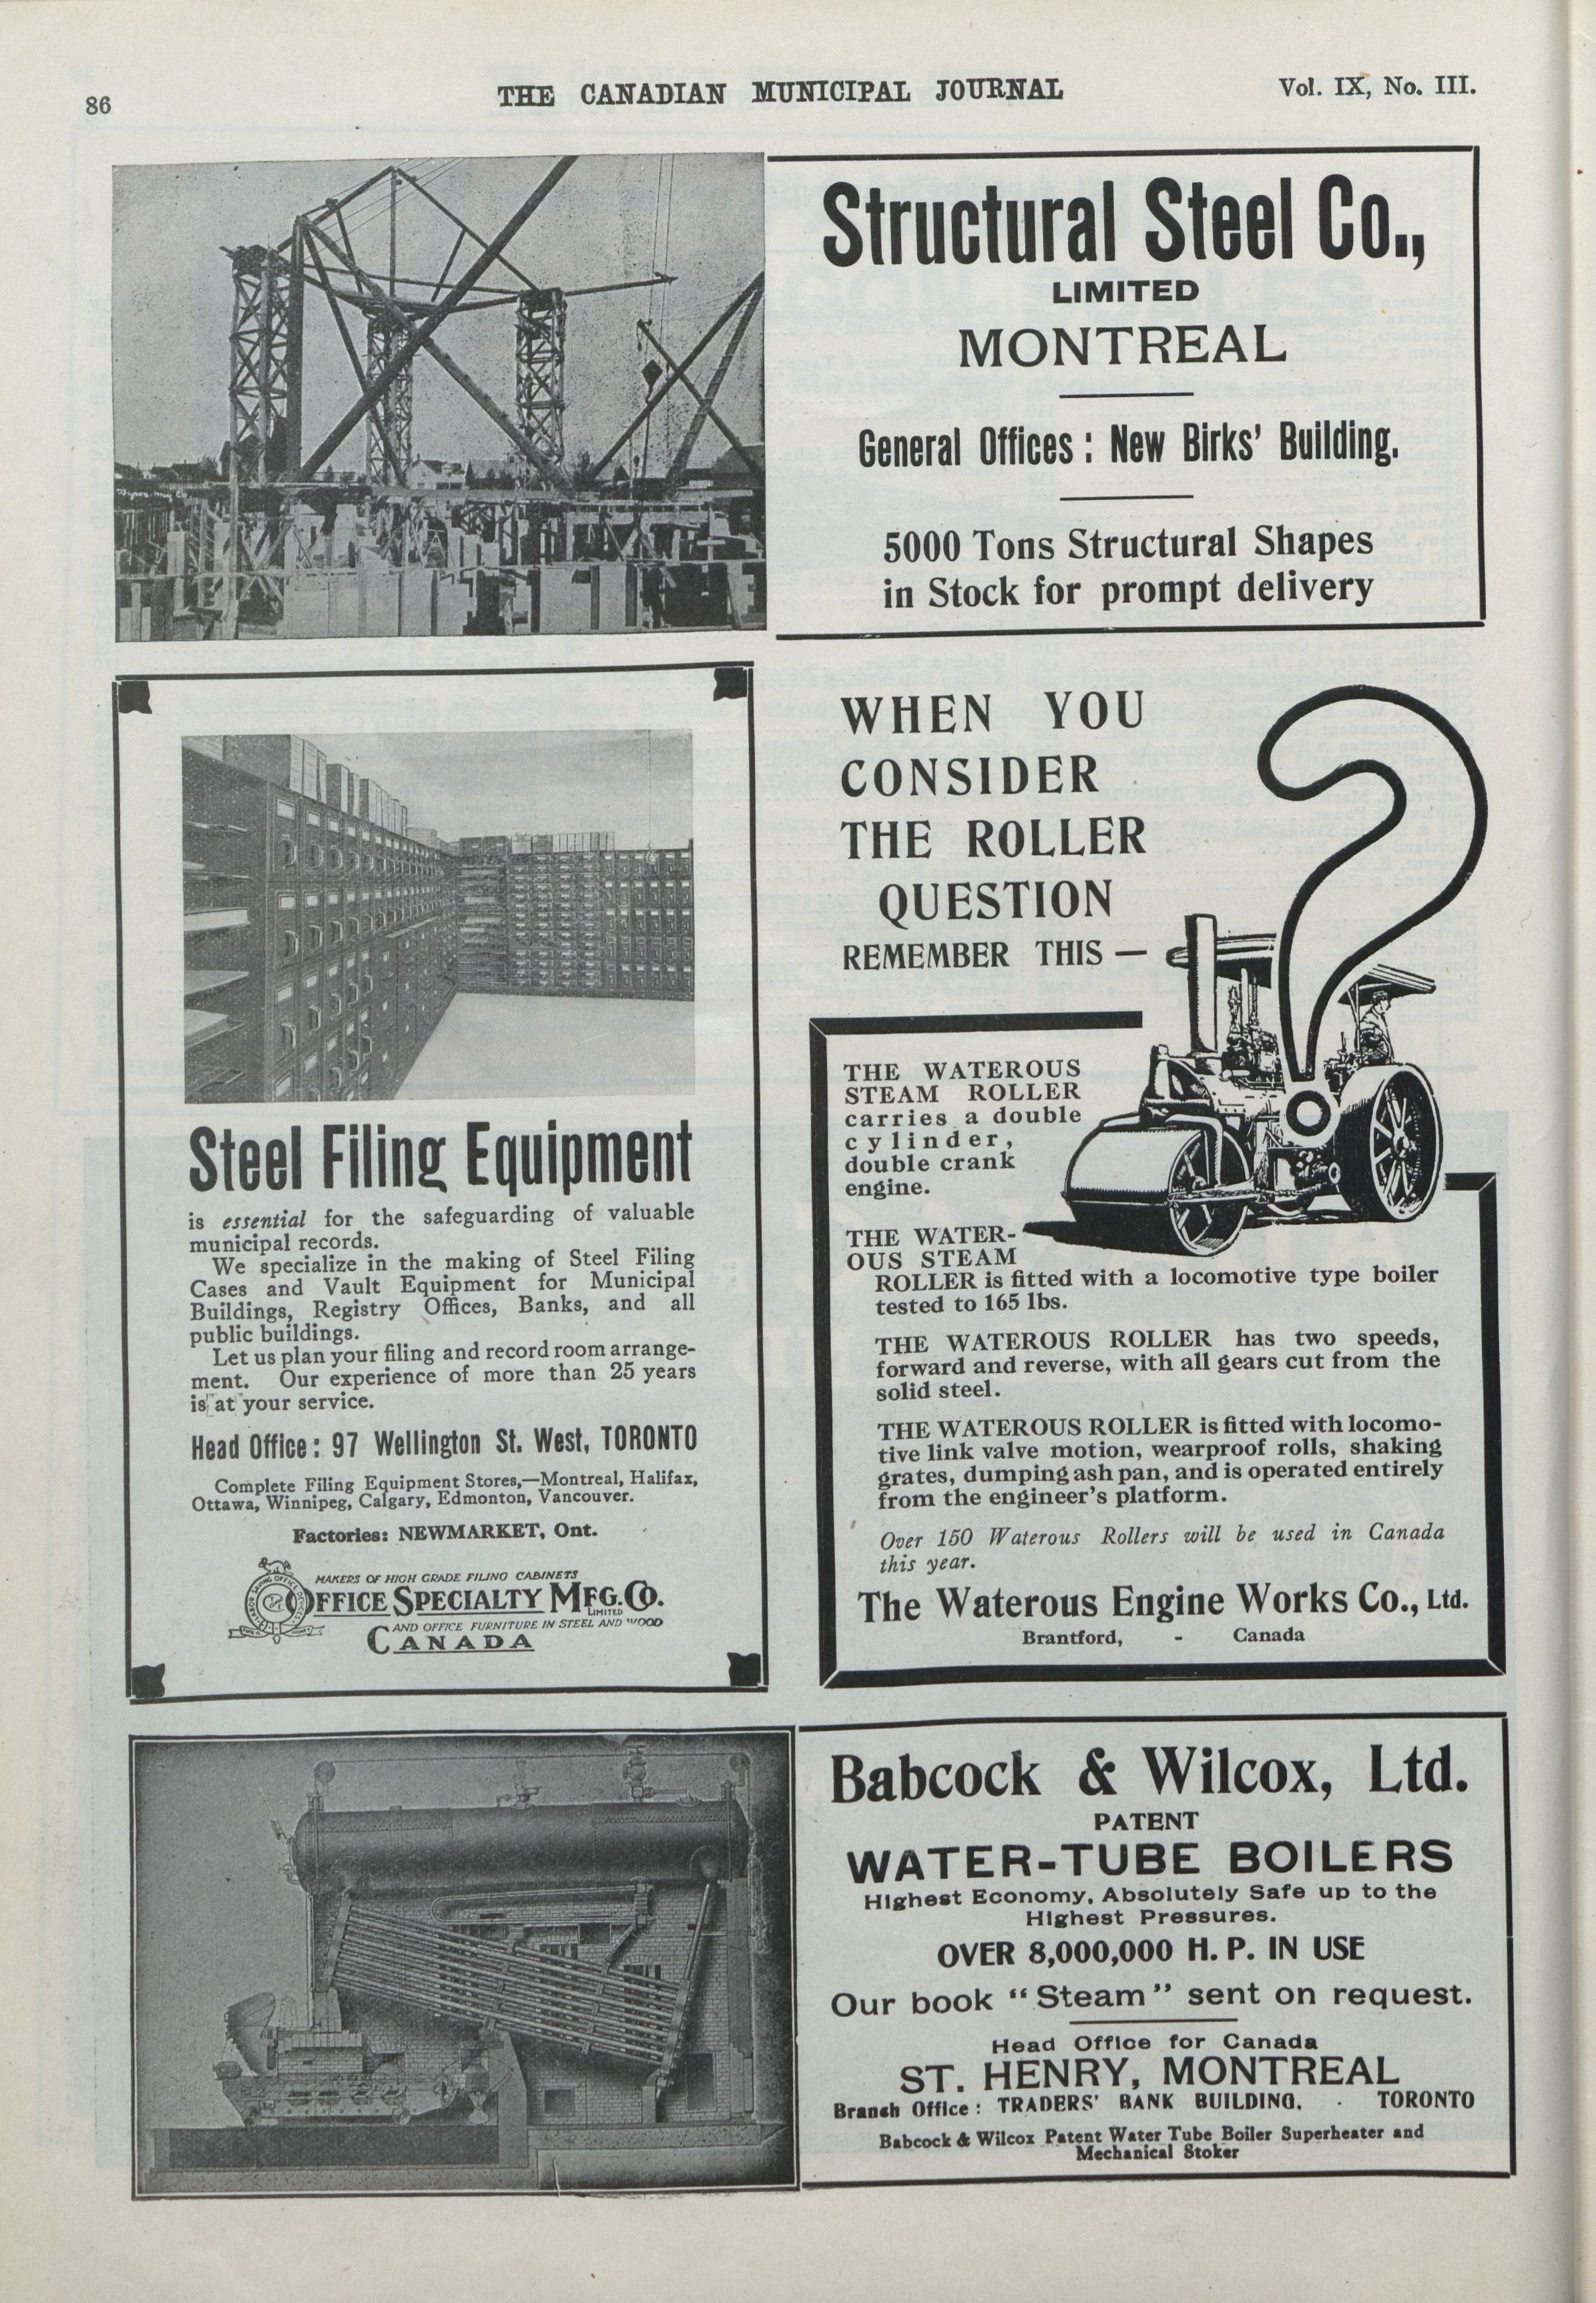 86
THE CANADIAN MUNICIPAL JOURNAL
Vol. IX, No. III.
Structural Steel Co.,
LIMITED
MONTREAL
General Offices : New Birks' Building.
5000 Tons Structural Shapes
in Stock for prompt delivery
Steel Filing Equipment
is essential for the safeguarding of valuable
municipal records.
We specialize in the making of Steel Filing
Cases and Vault Equipment for Municipal
Buildings, Registry Offices, Banks, and all
public buildings.
Let us plan your filing and record room arrange-
ment. Our experience of more than 25 years
is at your service.
Head Office : 97 Wellington St. West, TORONTO
Complete Filing Equipment Stores,—Montreal, Halifax,
Ottawa, Winnipeg, Calgary, Edmonton, Vancouver.
Factories: NEWMARKET, Ont.
MAKERS OF HIGH GRADE FILING CABINETS
OFFICE SPECIALTY MFG. CO.
LIMITED
AND OFFICE FURNITURE IN STEEL AND WOOD
CANADA
WHEN YOU
CONSIDER
THE ROLLER
QUESTION
REMEMBER THIS —
THE WATEROUS
STEAM ROLLER
carries a double
cylinder,
double crank
engine.
THE WATER-
OUS STEAM
ROLLER is fitted with a locomotive type boiler
tested to 165 lbs.
THE WATEROUS ROLLER has two speeds,
forward and reverse, with all gears cut from the
solid steel.
THE WATEROUS ROLLER is fitted with locomo-
tive link valve motion, wearproof rolls, shaking
grates, dumping ash pan, and is operated entirely
from the engineer's platform.
Over 150 Waterous Rollers will be used in Canada
this year.
The Waterous Engine Works Co., Ltd.
Brantford, - Canada
Babcock & Wilcox, Ltd.
PATENT
WATER-TUBE BOILERS
Highest Economy, Absolutely Safe up to the
Highest Pressures.
OVER 8,000,000 H. P. IN USE
Our book "Steam" sent on request.
Head Office for Canada
ST. HENRY, MONTREAL
Branch Office : TRADERS' BANK BUILDING. - TORONTO
Babcock & Wilcox Patent Water Tube Boiler Superheater and
Mechanical Stoker